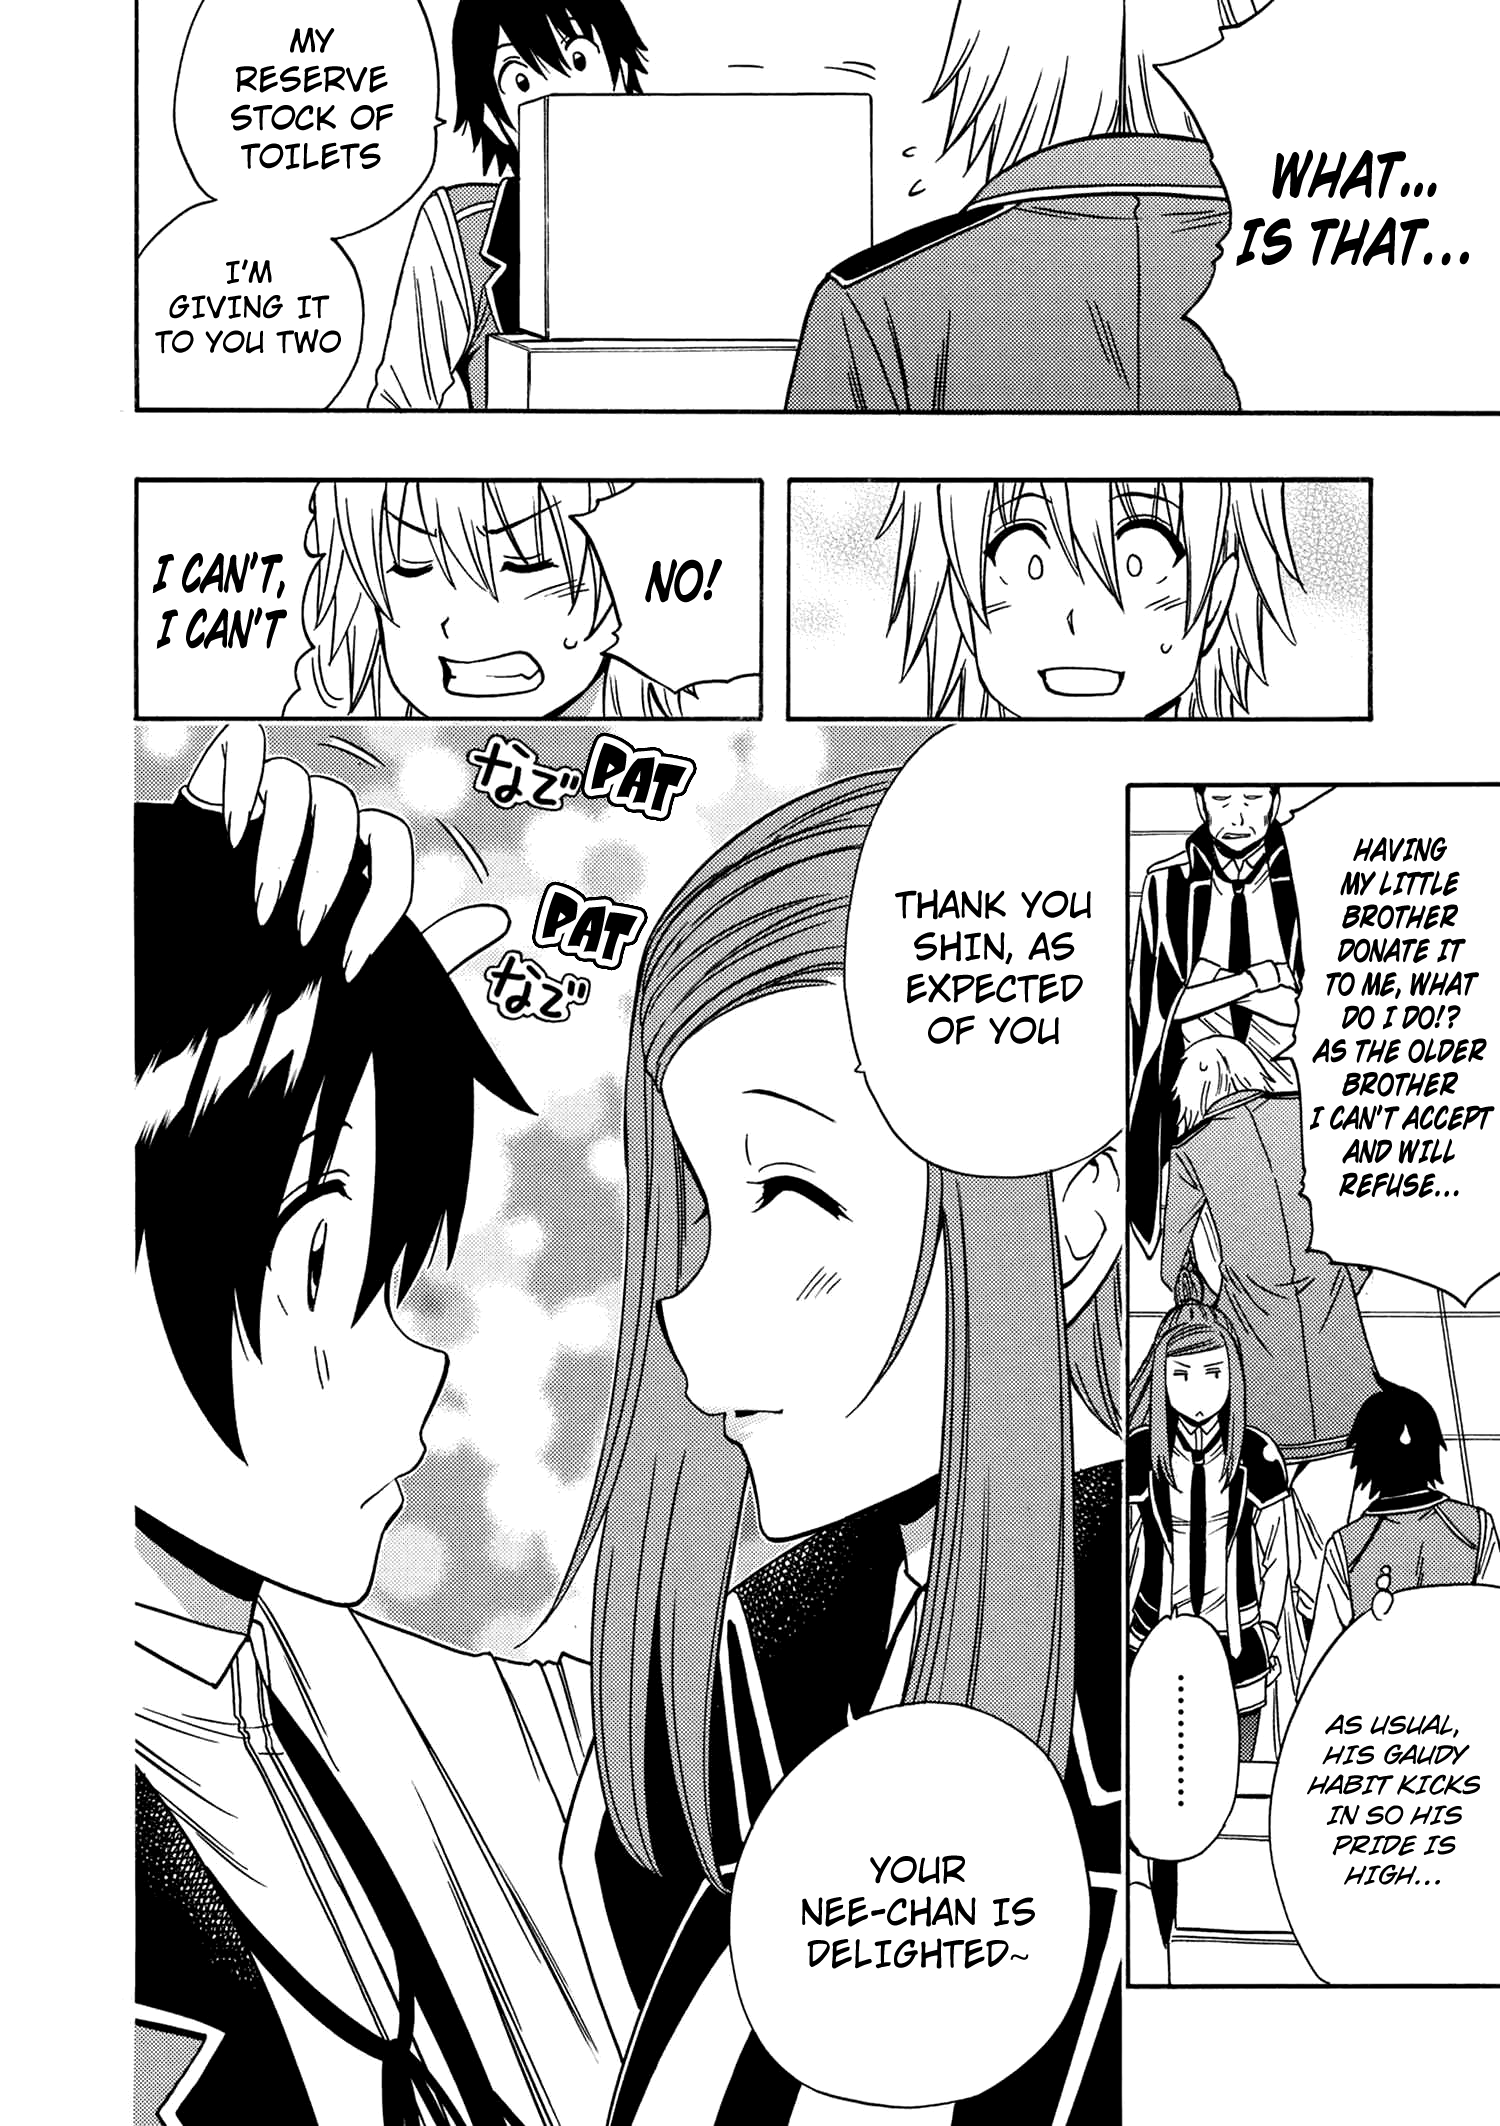 WHAT...
IS THAT...
MY
RESERVE
STOCK OF
TOILETS
I'M
GIVING IT
TO YOU TWO
NO!
I CAN'T,
I CAN'T
HAVING
MY LITTLE
BROTHER
DONATE IT
TO ME, WHAT
DO I DO!?
AS THE OLDER
BROTHER
I CAN'T ACCEPT
AND WILL
REFUSE...
AS USUAL,
HIS GAUDY
HABIT KICKS
IN SO HIS
PRIDE IS
HIGH...
.........
THANK YOU
SHIN, AS
EXPECTED
OF YOU
なで PAT
PAT
なで
YOUR
NEE-CHAN IS
DELIGHTED~